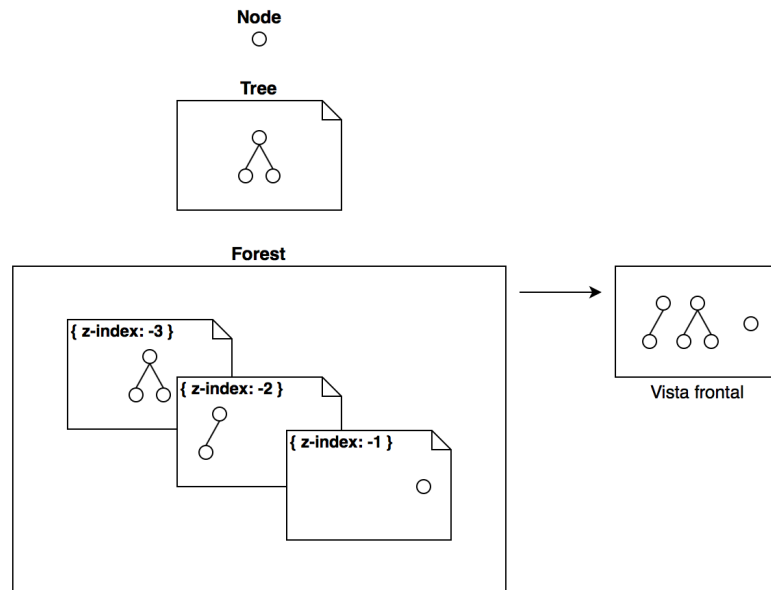 Node
Tree
Forest
{ z-index: -3 }
{ z-index: -2 }
{ z-index: -1 }
Vista frontal